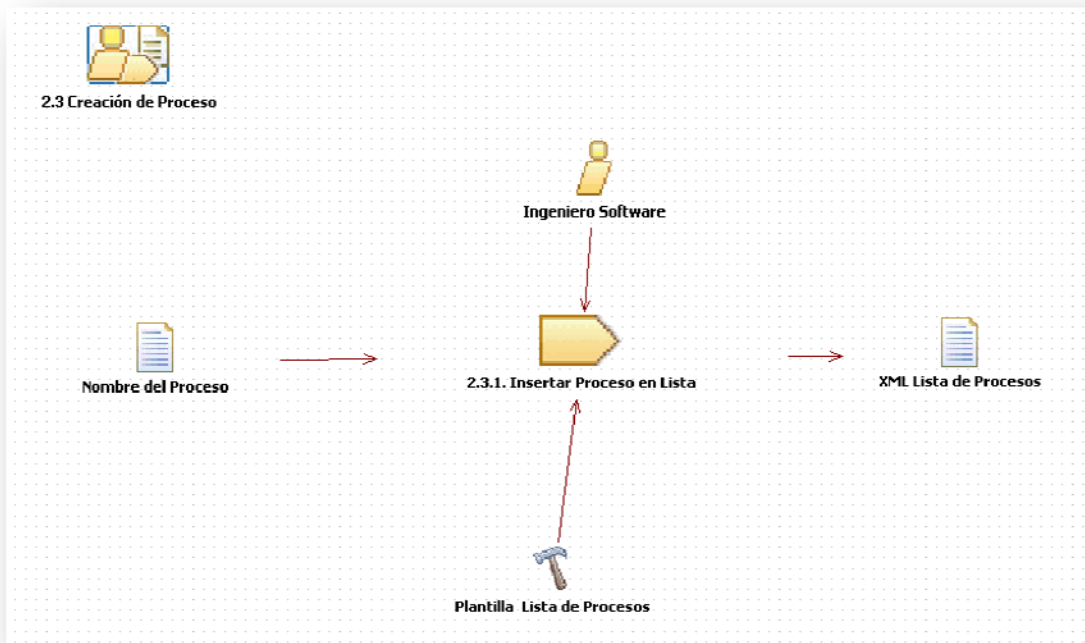 2.3 Creación de Proceso
Ingeniero Software
Nombre del Proceso
2.3.1. Insertar Proceso en Lista
XML Lista de Procesos
Plantilla Lista de Procesos